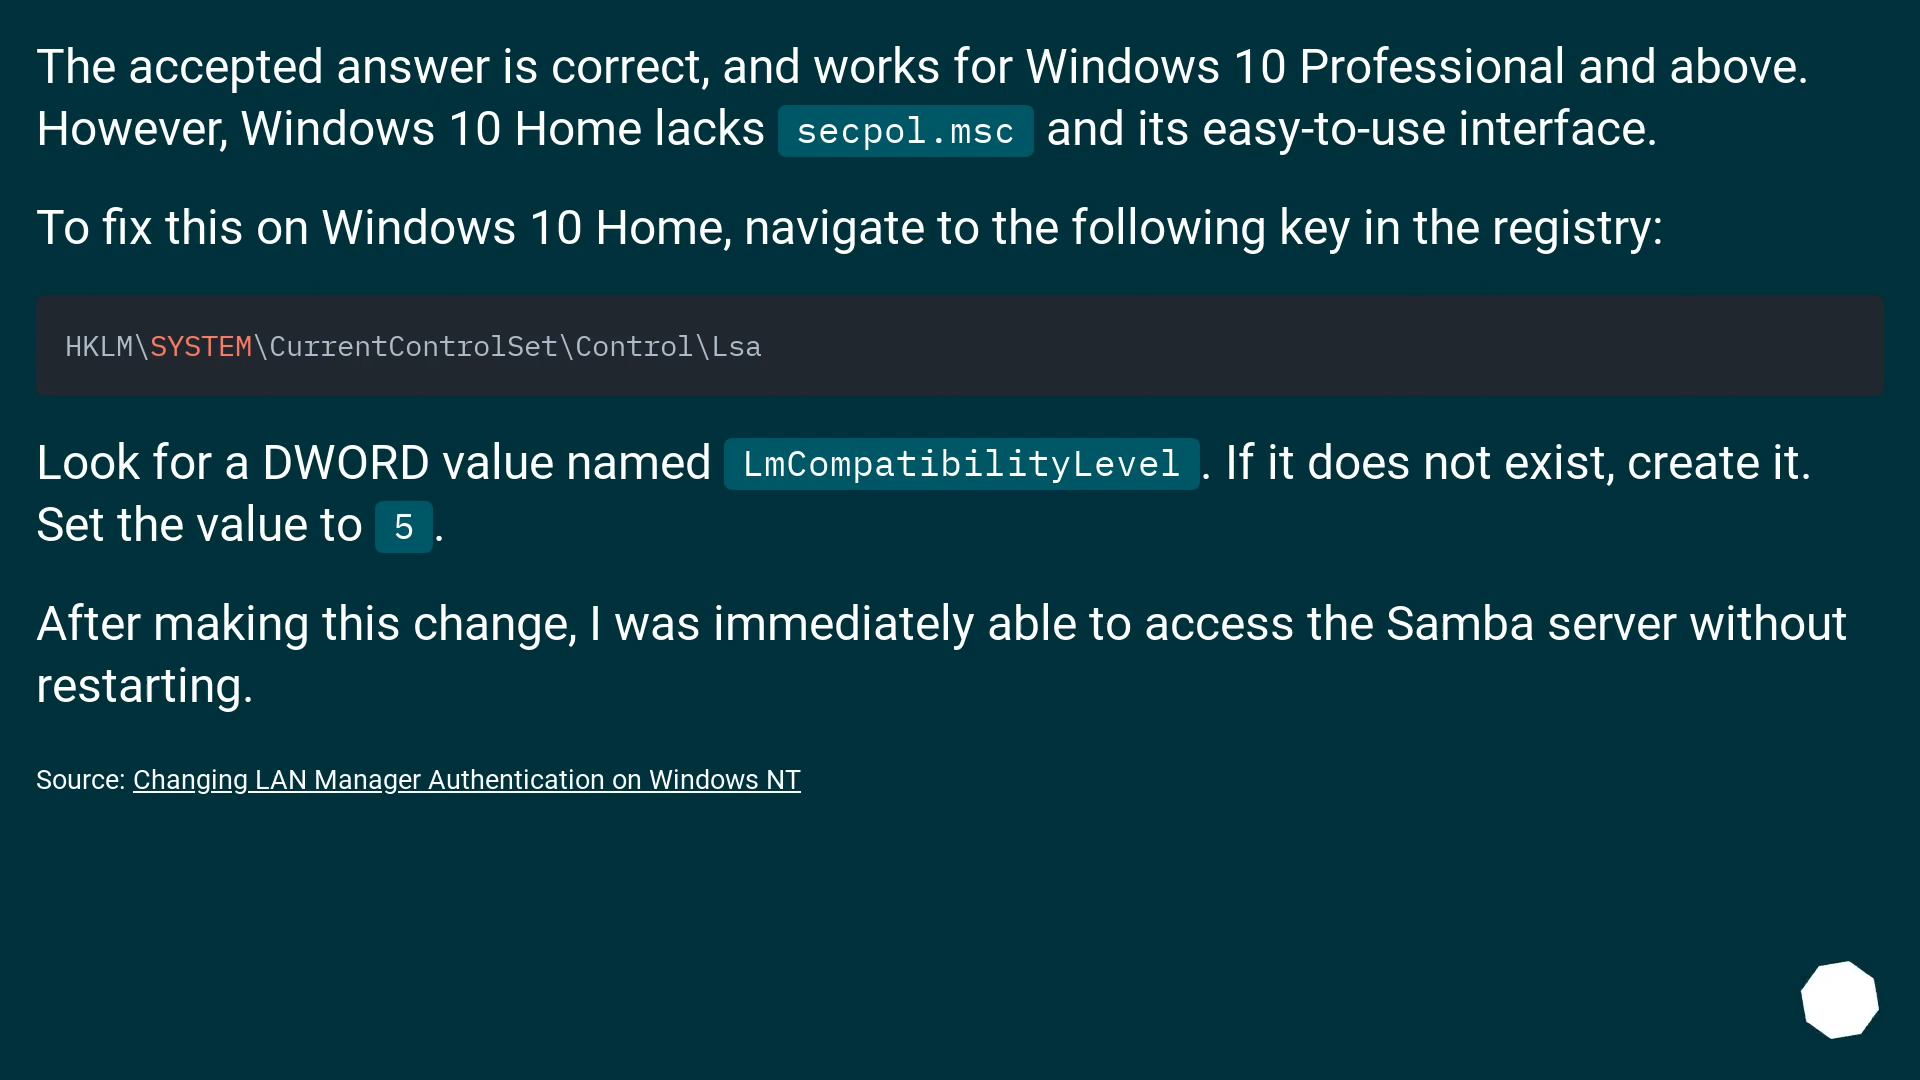 The accepted answer is correct, and works for Windows 10 Professional and above.
However, Windows 10 Home lacks secpol.msc and its easy-to-use interface.
To fix this on Windows 10 Home, navigate to the following key in the registry:
HKLM\SYSTEM\CurrentControlSet\Control\Lsa
Look for a DWORD value named LmCompatibilityLevel. If it does not exist, create it.
Set the value to 5.
After making this change, I was immediately able to access the Samba server without
restarting.
Source: Changing LAN Manager Authentication on Windows NT